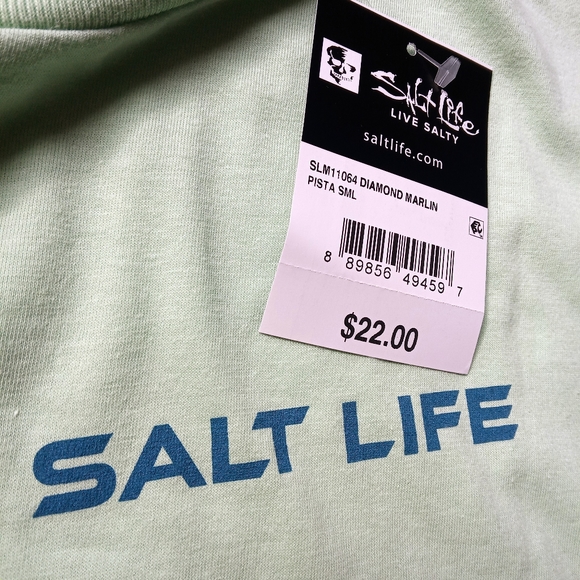 Salt Life
LIVE SALTY
saltlife.com
SLM11064 DIAMOND MARLIN
PISTA SML
8 89856 49459 7
$22.00
SALT LIFE